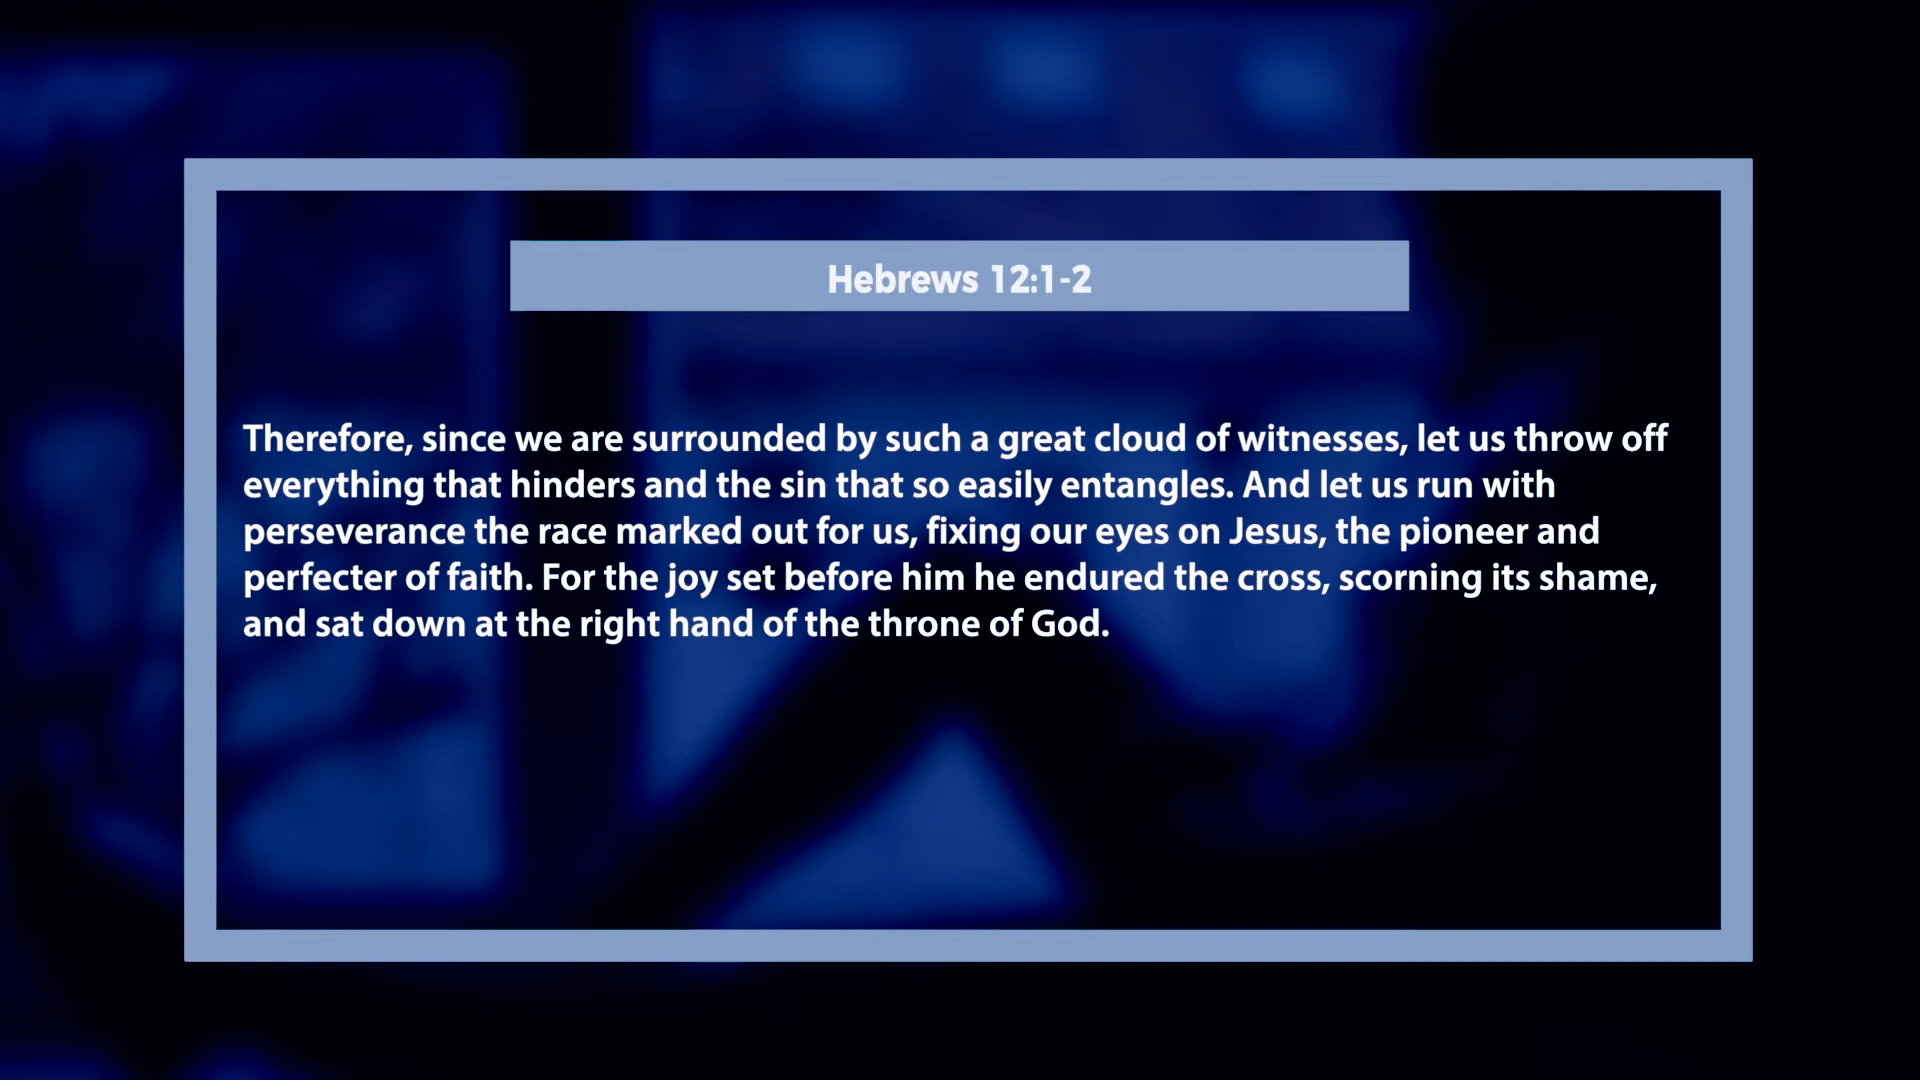 Hebrews 12:1-2
Therefore, since we are surrounded by such a great cloud of witnesses, let us throw off
everything that hinders and the sin that so easily entangles. And let us run with
perseverance the race marked out for us, fixing our eyes on Jesus, the pioneer and
perfecter of faith. For the joy set before him he endured the cross, scorning its shame,
and sat down at the right hand of the throne of God.